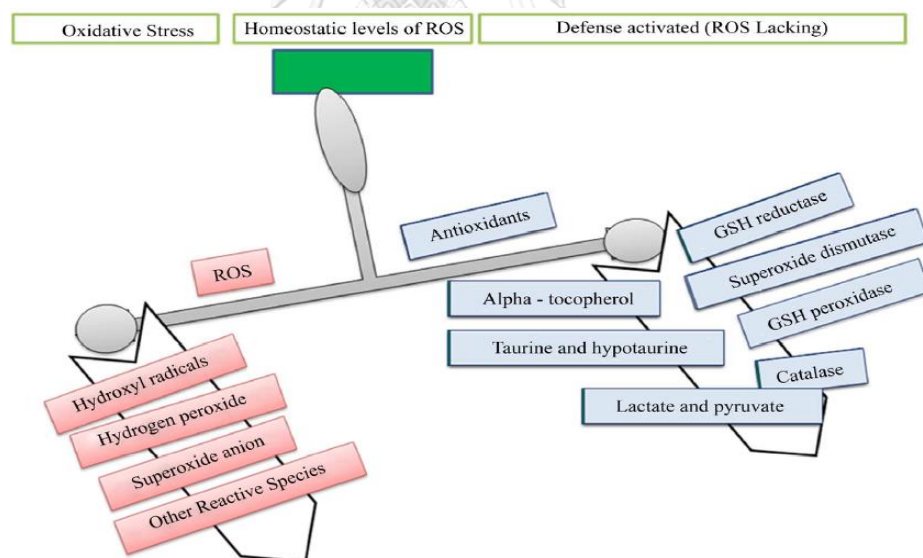 Oxidative Stress
Homeostatic levels of ROS
Defense activated (ROS Lacking)
Antioxidants
ROS
GSH reductase
Superoxide dismutase
GSH peroxidase
Catalase
Alpha - tocopherol
Taurine and hypotaurine
Lactate and pyruvate
Hydroxyl radicals
Hydrogen peroxide
Superoxide anion
Other Reactive Species